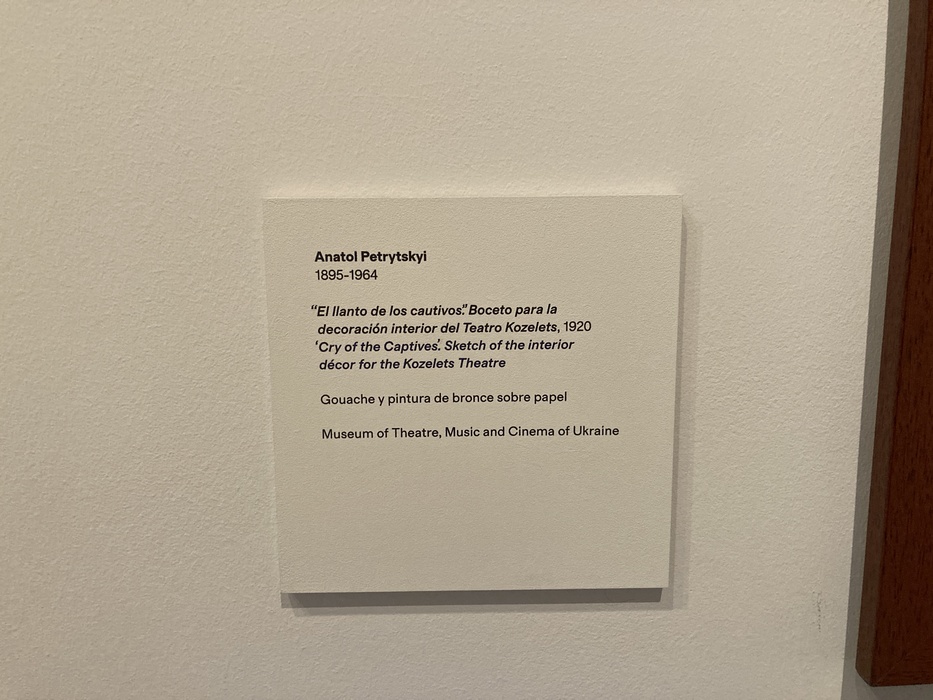 Anatol Petrytskyi
1895-1964
“El llanto de los cautivos.” Boceto para la
decoración interior del Teatro Kozelets, 1920
‘Cry of the Captives’. Sketch of the interior
décor for the Kozelets Theatre
Gouache y pintura de bronce sobre papel
Museum of Theatre, Music and Cinema of Ukraine